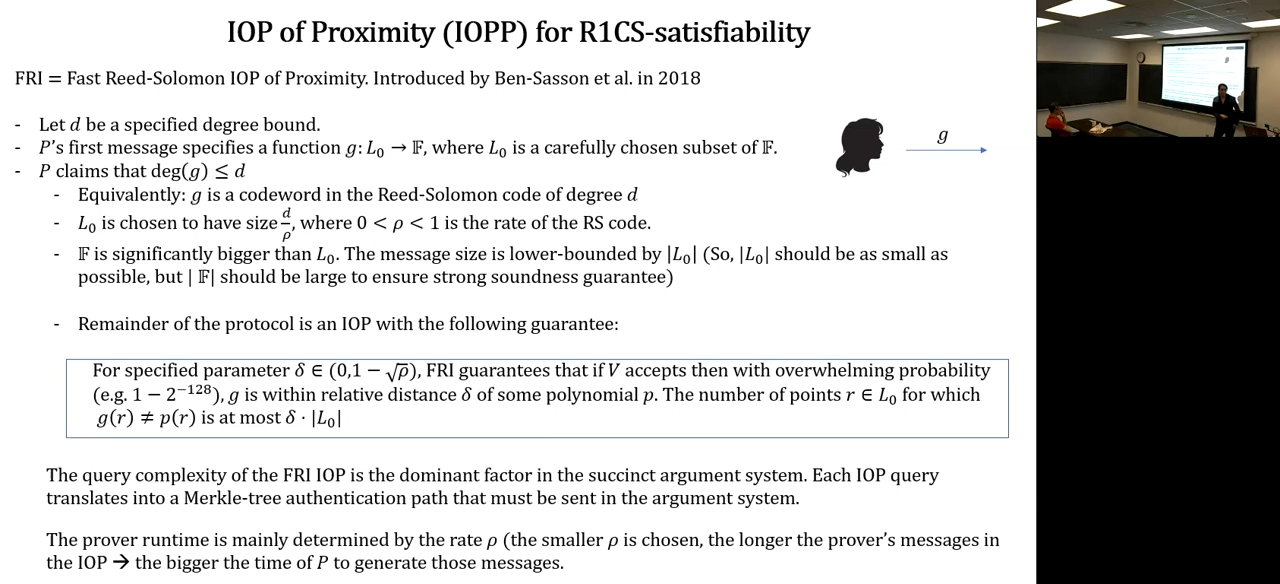 IOP of Proximity (IOPP) for R1CS-satisfiability
FRI = Fast Reed-Solomon IOP of Proximity. Introduced by Ben-Sasson et al. in 2018
- Let d be a specified degree bound.
- P's first message specifies a function g: L₀ → 𝔽, where L₀ is a carefully chosen subset of 𝔽.
g
- P claims that deg(g) ≤ d
- Equivalently: g is a codeword in the Reed-Solomon code of degree d
- L₀ is chosen to have size d/ρ, where 0 < ρ < 1 is the rate of the RS code.
- 𝔽 is significantly bigger than L₀. The message size is lower-bounded by |L₀| (So, |L₀| should be as small as
possible, but | 𝔽| should be large to ensure strong soundness guarantee)
- Remainder of the protocol is an IOP with the following guarantee:
For specified parameter δ ∈ (0,1 − √ρ), FRI guarantees that if V accepts then with overwhelming probability
(e.g. 1 − 2⁻¹²⁸), g is within relative distance δ of some polynomial p. The number of points r ∈ L₀ for which
g(r) ≠ p(r) is at most δ · |L₀|
The query complexity of the FRI IOP is the dominant factor in the succinct argument system. Each IOP query
translates into a Merkle-tree authentication path that must be sent in the argument system.
The prover runtime is mainly determined by the rate ρ (the smaller ρ is chosen, the longer the prover's messages in
the IOP → the bigger the time of P to generate those messages.